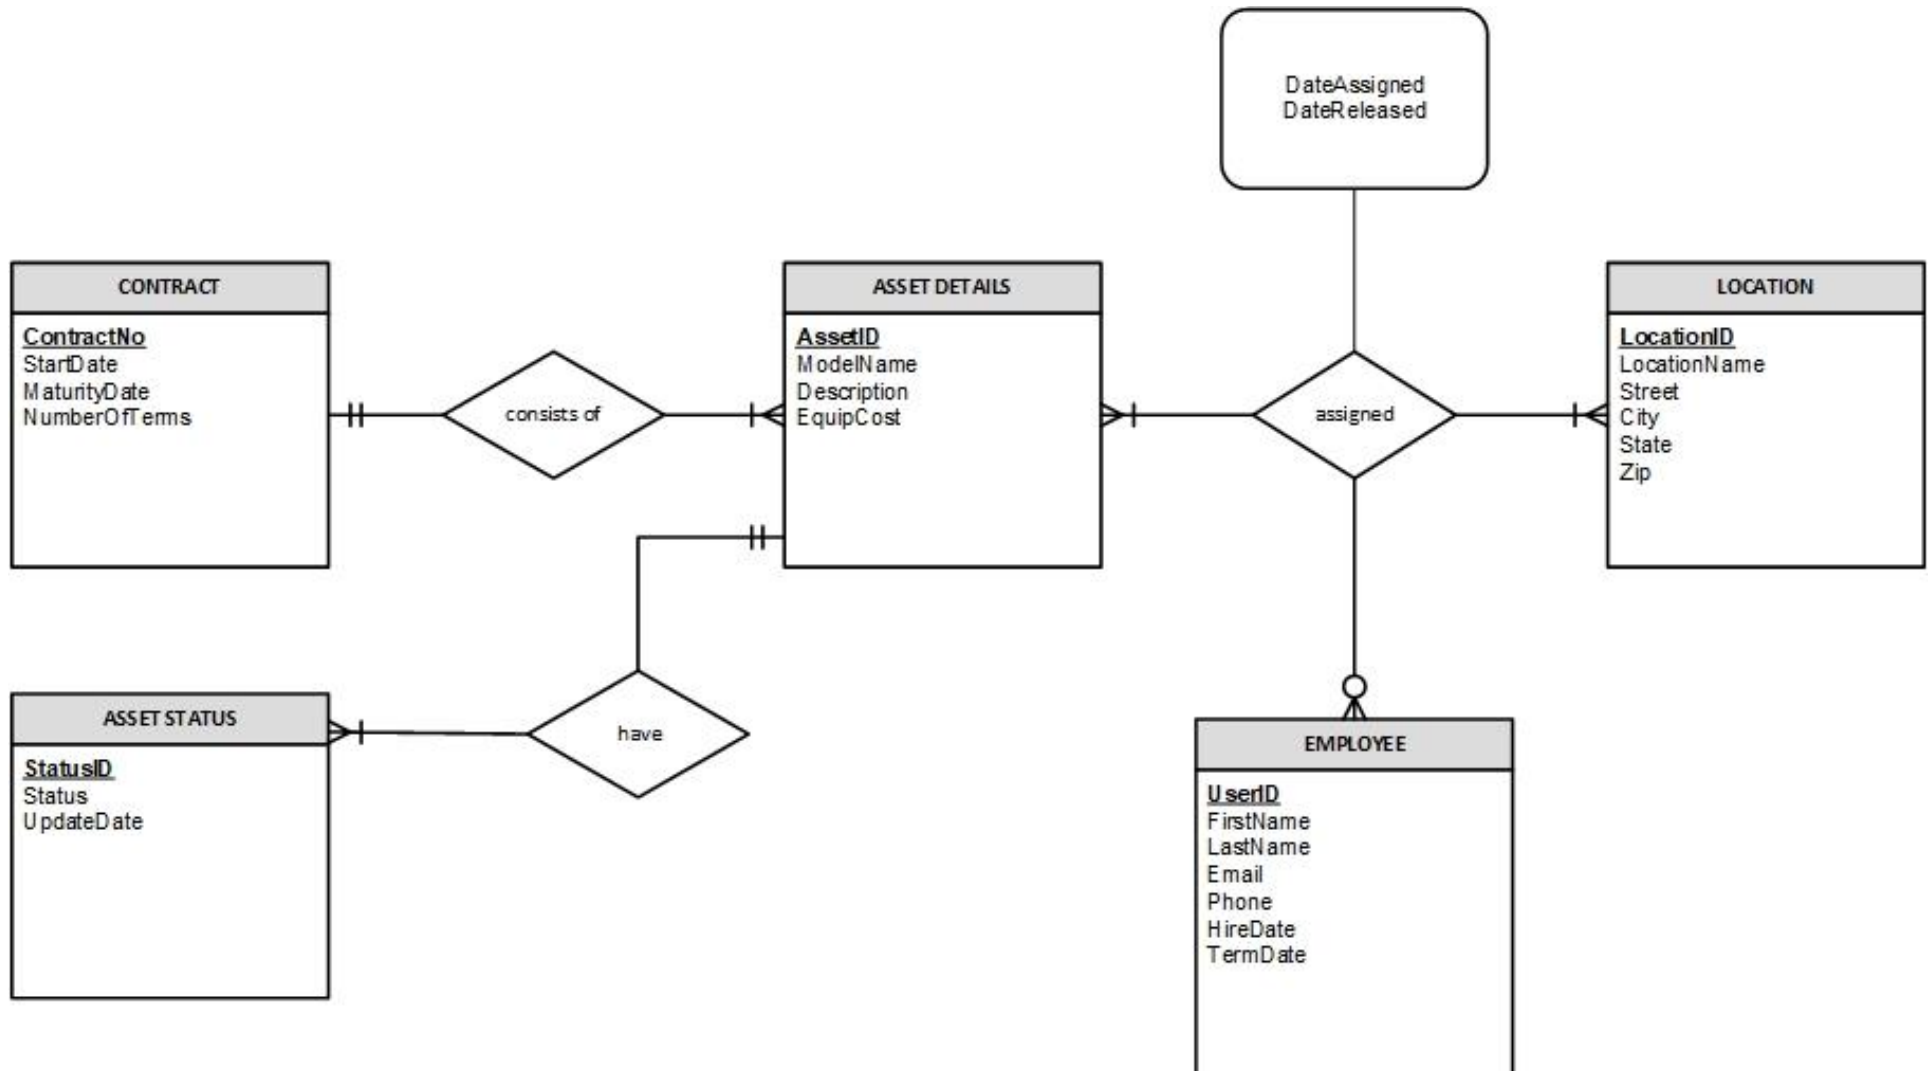 DateAssigned
DateReleased
CONTRACT
ContractNo
StartDate
MaturityDate
NumberOfTerms
consists of
ASSET DETAILS
AssetID
ModelName
Description
EquipCost
assigned
LOCATION
LocationID
LocationName
Street
City
State
Zip
ASSET STATUS
StatusID
Status
UpdateDate
have
EMPLOYEE
UserID
FirstName
LastName
Email
Phone
HireDate
TermDate